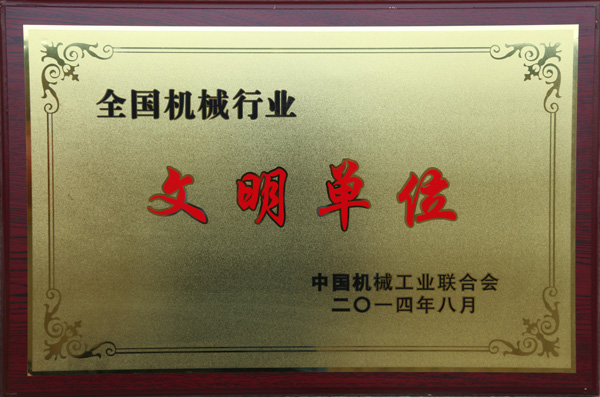 全国机械行业
文明单位
中国机械工业联合会
二〇一四年八月